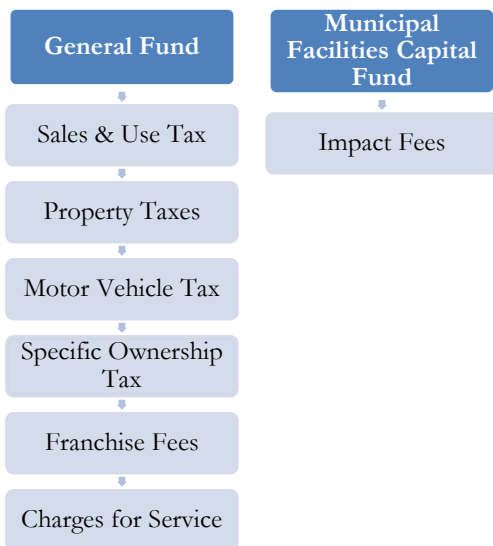 General Fund
Sales & Use Tax
Property Taxes
Motor Vehicle Tax
Specific Ownership
Tax
Franchise Fees
Charges for Service
Municipal
Facilities Capital
Fund
Impact Fees